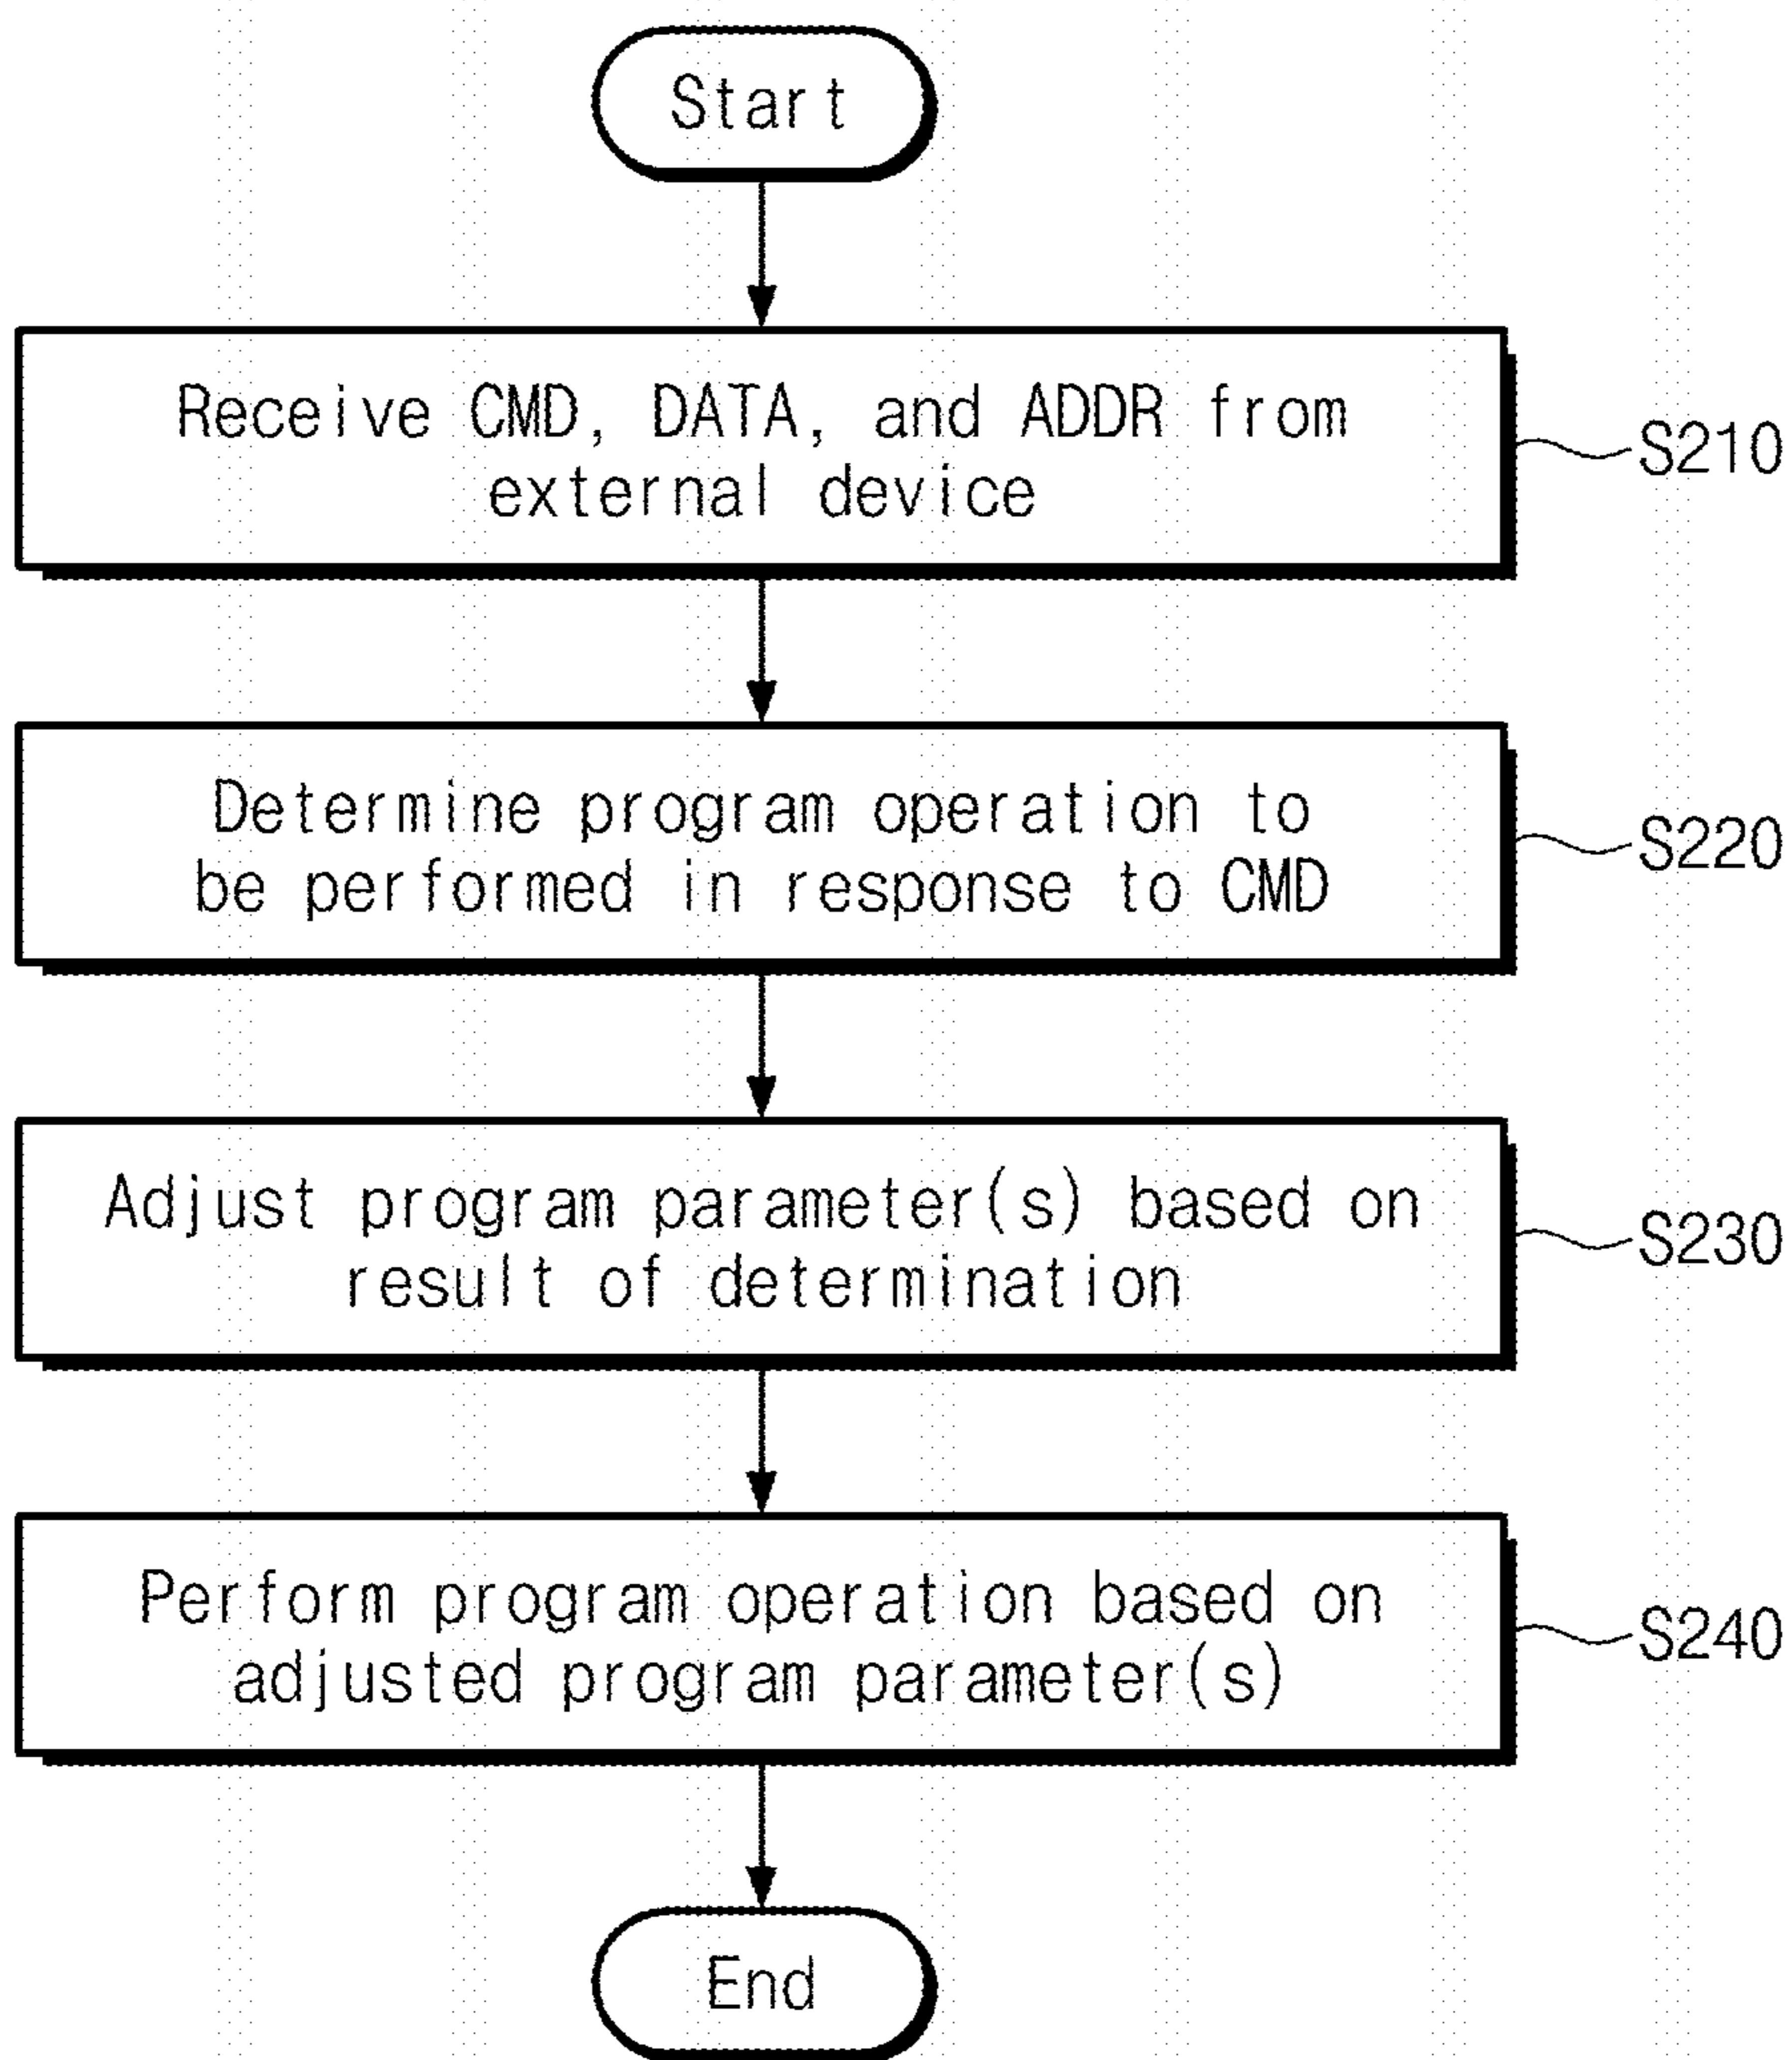 Start
Receive CMD, DATA, and ADDR from
external device
S210
Determine program operation to
be performed in response to CMD
S220
Adjust program parameter(s) based on
result of determination
S230
Perform program operation based on
adjusted program parameter(s)
S240
End